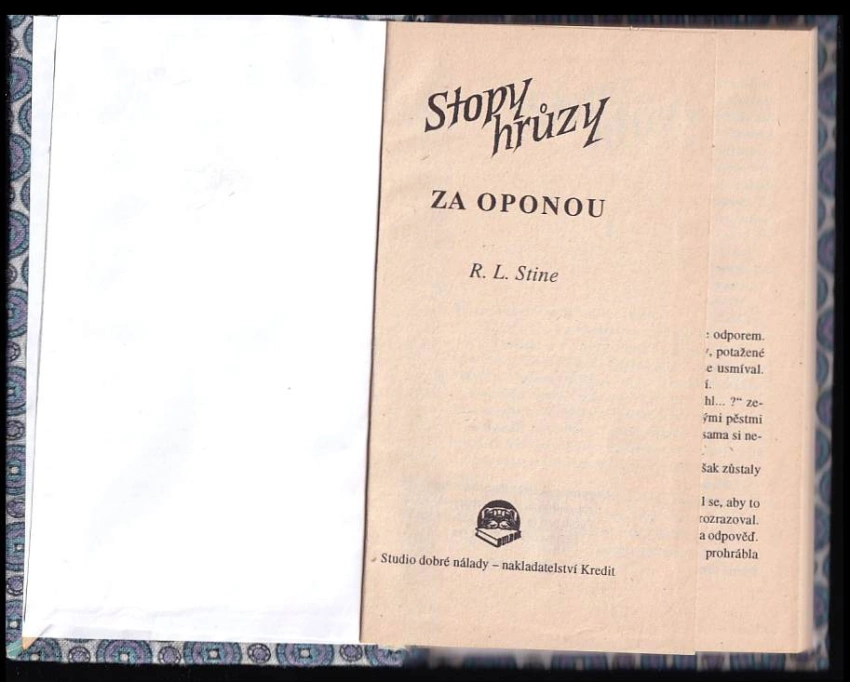 Stopy
hrůzy
ZA OPONOU
R. L. Stine
odporem.
potažené
e usmíval.
í.
hl... ?“ ze-
ými pěstmi
sama si ne-
šak zůstaly
l se, aby to
rozrazoval.
a odpověď.
prohrábla
Studio dobré nálady – nakladatelství Kredit